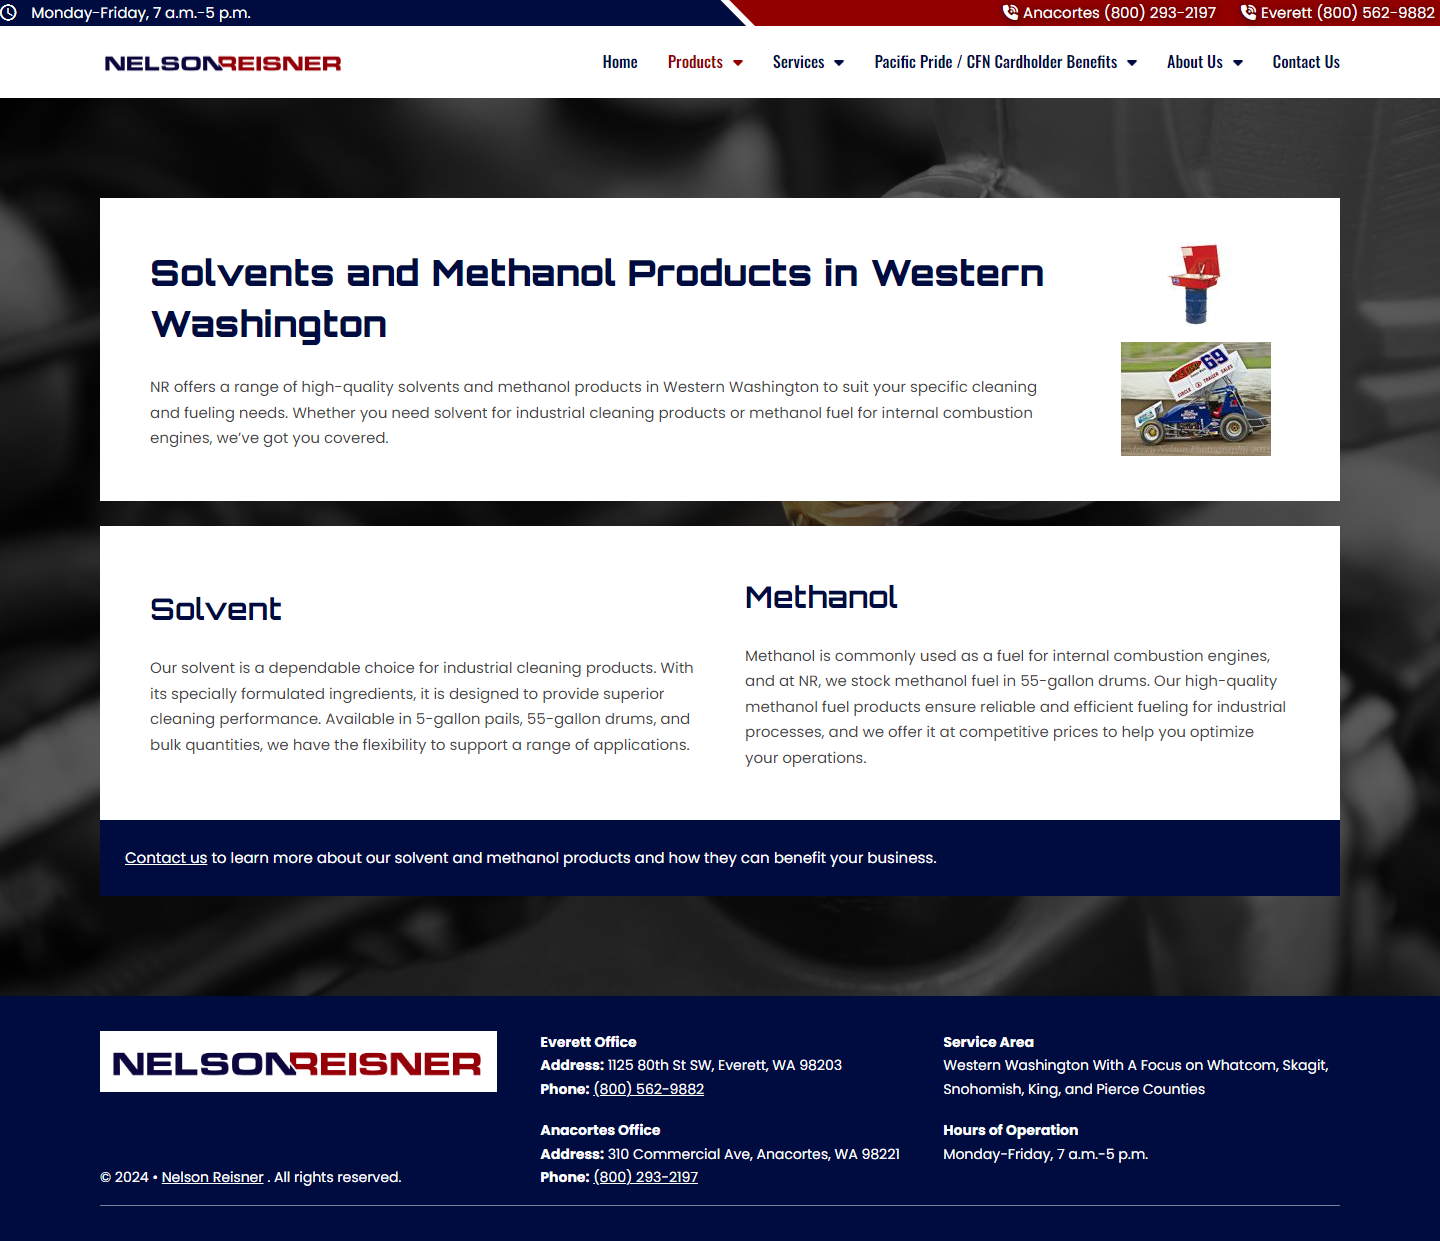 Monday-Friday, 7 a.m.-5 p.m.
Anacortes (800) 293-2197
Everett (800) 562-9882
NELSONREISNER
Home
Products
Services
Pacific Pride / CFN Cardholder Benefits
About Us
Contact Us
Solvents and Methanol Products in Western
Washington
NR offers a range of high-quality solvents and methanol products in Western Washington to suit your specific cleaning
and fueling needs. Whether you need solvent for industrial cleaning products or methanol fuel for internal combustion
engines, we’ve got you covered.
69
Solvent
Our solvent is a dependable choice for industrial cleaning products. With
its specially formulated ingredients, it is designed to provide superior
cleaning performance. Available in 5-gallon pails, 55-gallon drums, and
bulk quantities, we have the flexibility to support a range of applications.
Methanol
Methanol is commonly used as a fuel for internal combustion engines,
and at NR, we stock methanol fuel in 55-gallon drums. Our high-quality
methanol fuel products ensure reliable and efficient fueling for industrial
processes, and we offer it at competitive prices to help you optimize
your operations.
Contact us to learn more about our solvent and methanol products and how they can benefit your business.
NELSONREISNER
© 2024 • Nelson Reisner . All rights reserved.
Everett Office
Address: 1125 80th St SW, Everett, WA 98203
Phone: (800) 562-9882
Anacortes Office
Address: 310 Commercial Ave, Anacortes, WA 98221
Phone: (800) 293-2197
Service Area
Western Washington With A Focus on Whatcom, Skagit,
Snohomish, King, and Pierce Counties
Hours of Operation
Monday-Friday, 7 a.m.-5 p.m.